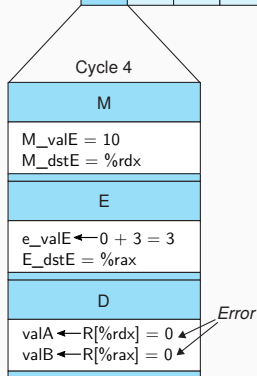 Cycle 4
M
M_valE = 10
M_dstE = %rdx
E
e_valE ← 0 + 3 = 3
E_dstE = %rax
D
Error
valA ← R[%rdx] = 0
valB ← R[%rax] = 0